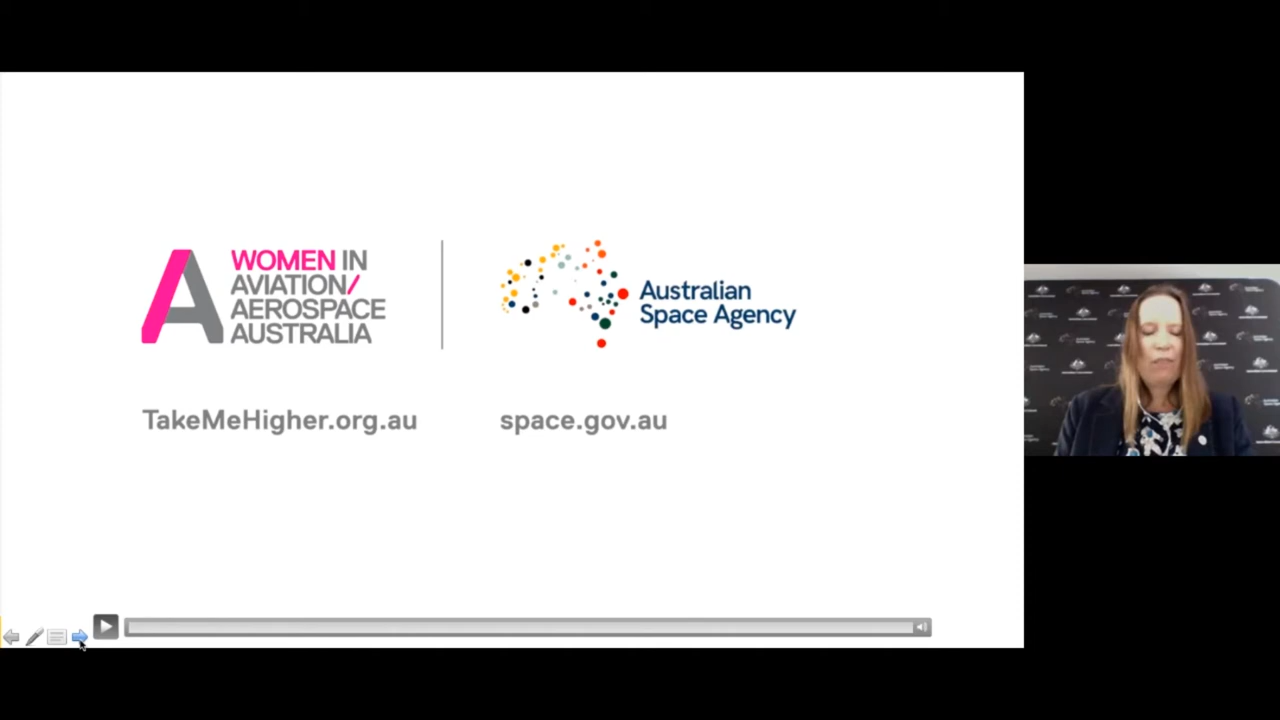 WOMEN IN
AVIATION/
AEROSPACE
AUSTRALIA
Australian
Space Agency
TakeMeHigher.org.au
space.gov.au